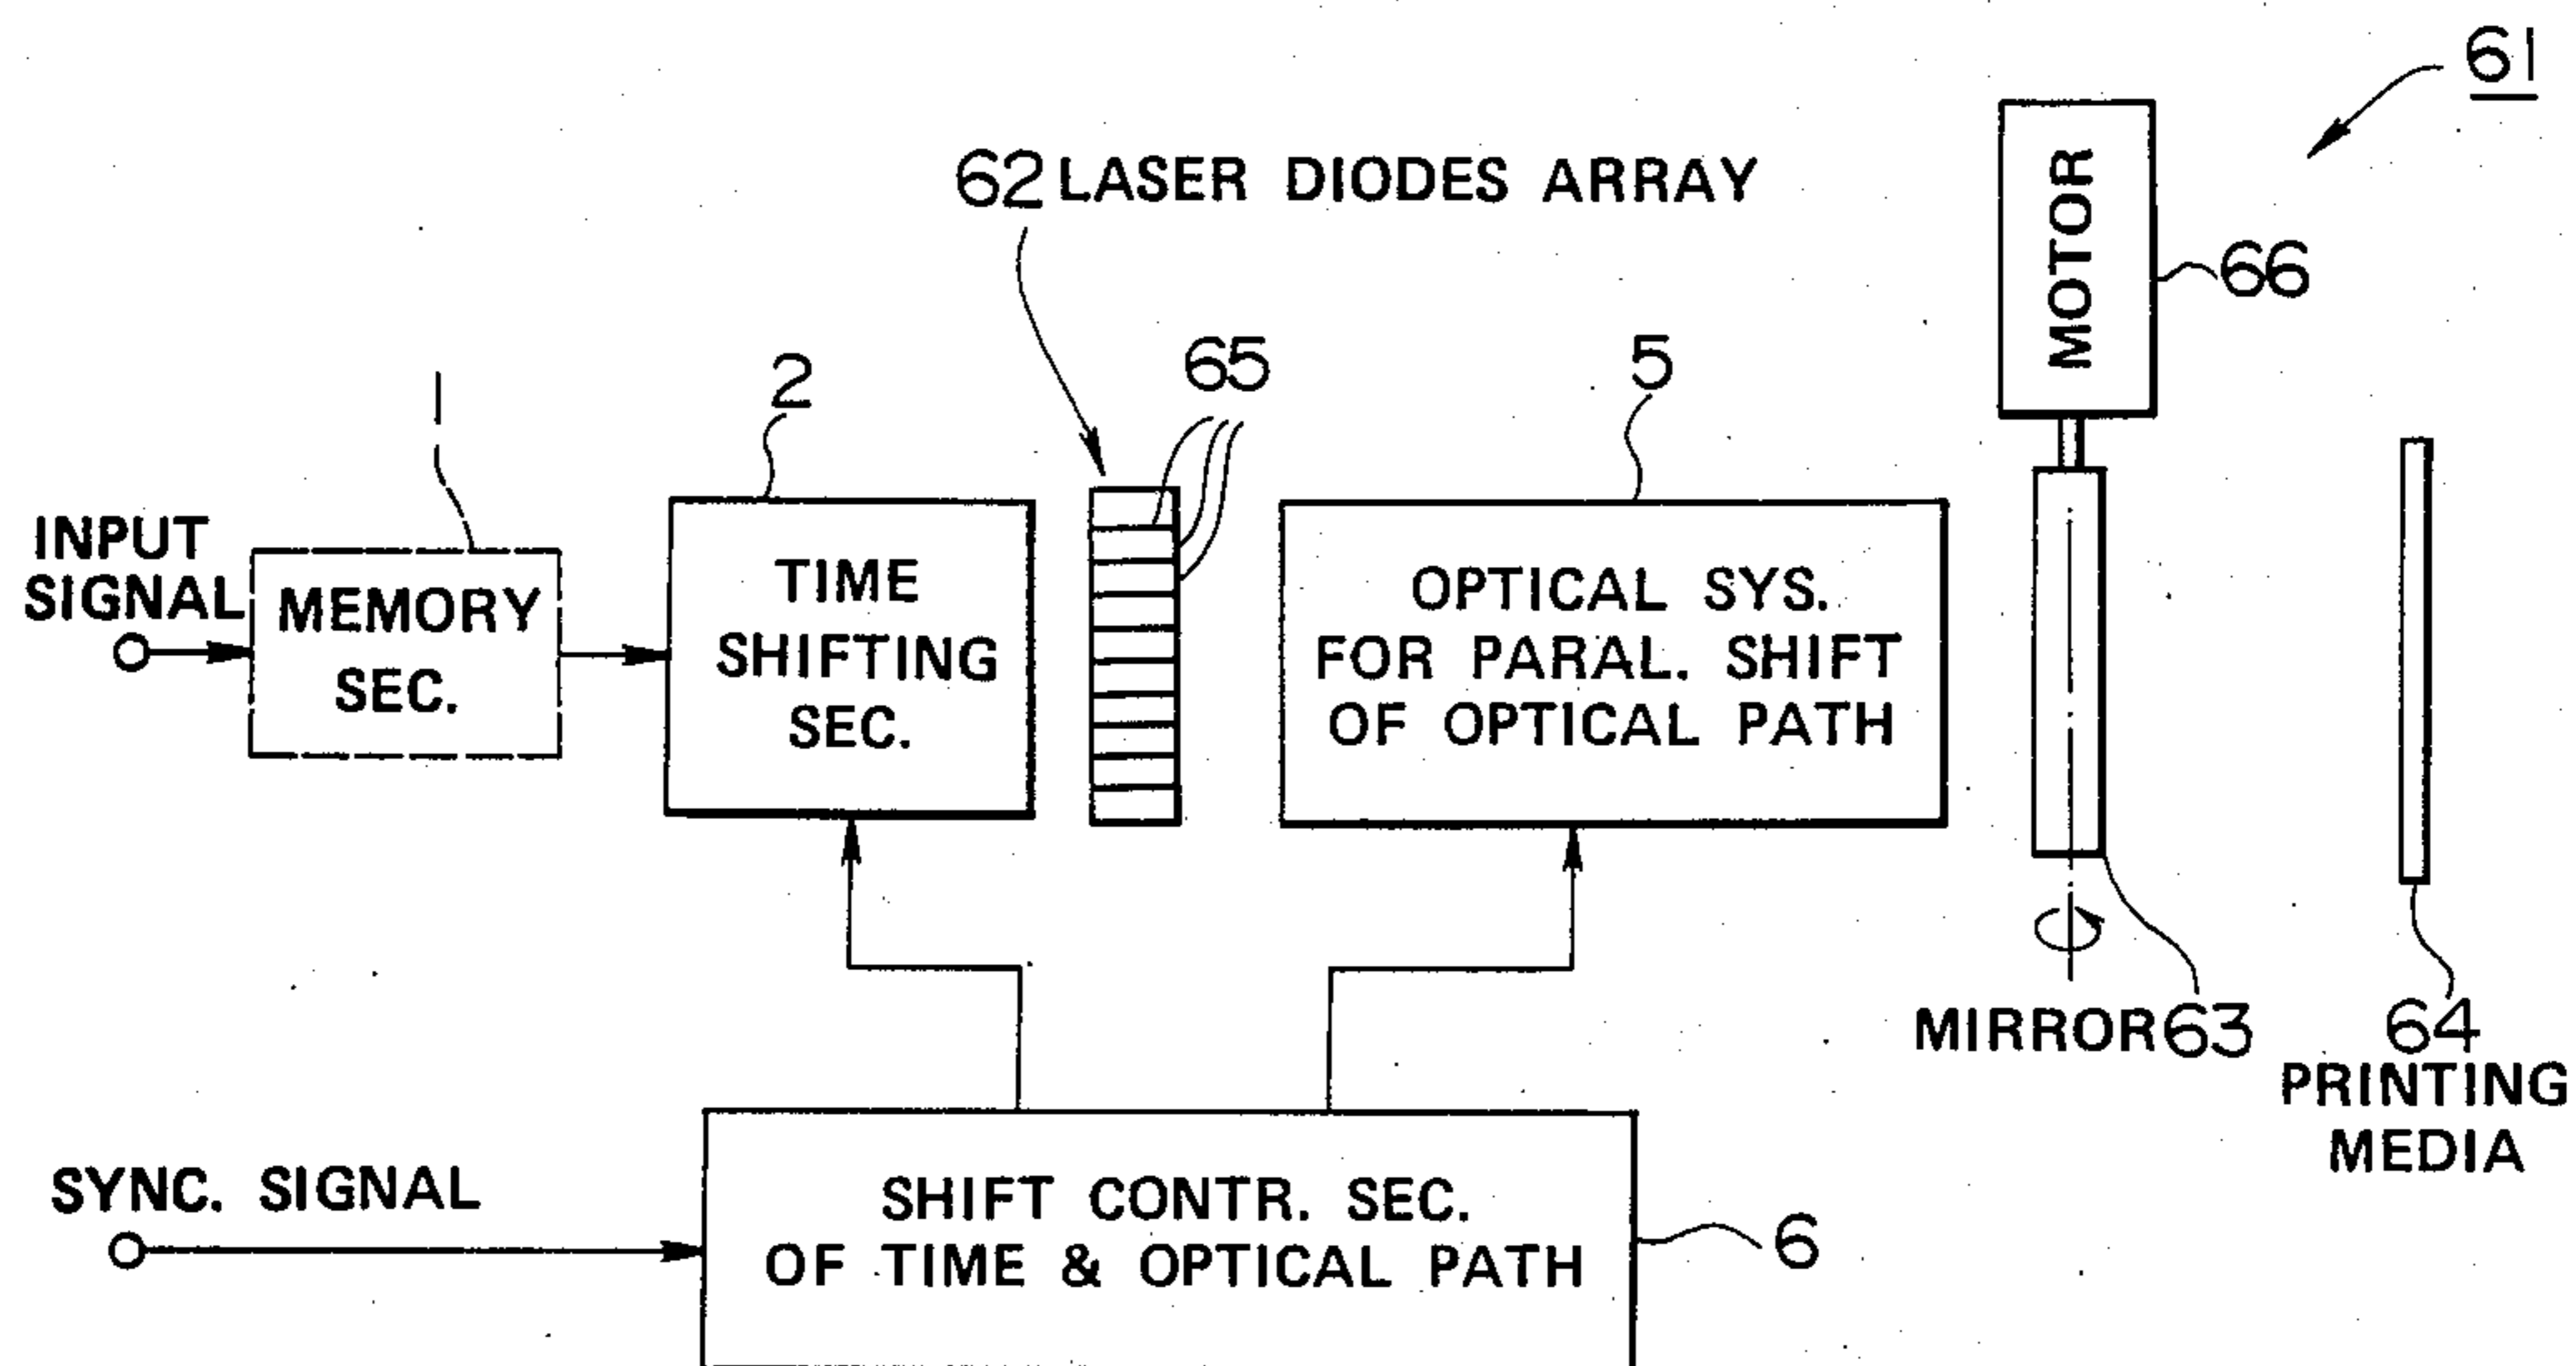 61
62 LASER DIODES ARRAY
MOTOR
66
65
5
2
1
INPUT
SIGNAL
MEMORY
SEC.
TIME
SHIFTING
SEC.
OPTICAL SYS.
FOR PARAL. SHIFT
OF OPTICAL PATH
MIRROR 63
64
PRINTING
MEDIA
SYNC. SIGNAL
SHIFT CONTR. SEC.
OF TIME & OPTICAL PATH
6